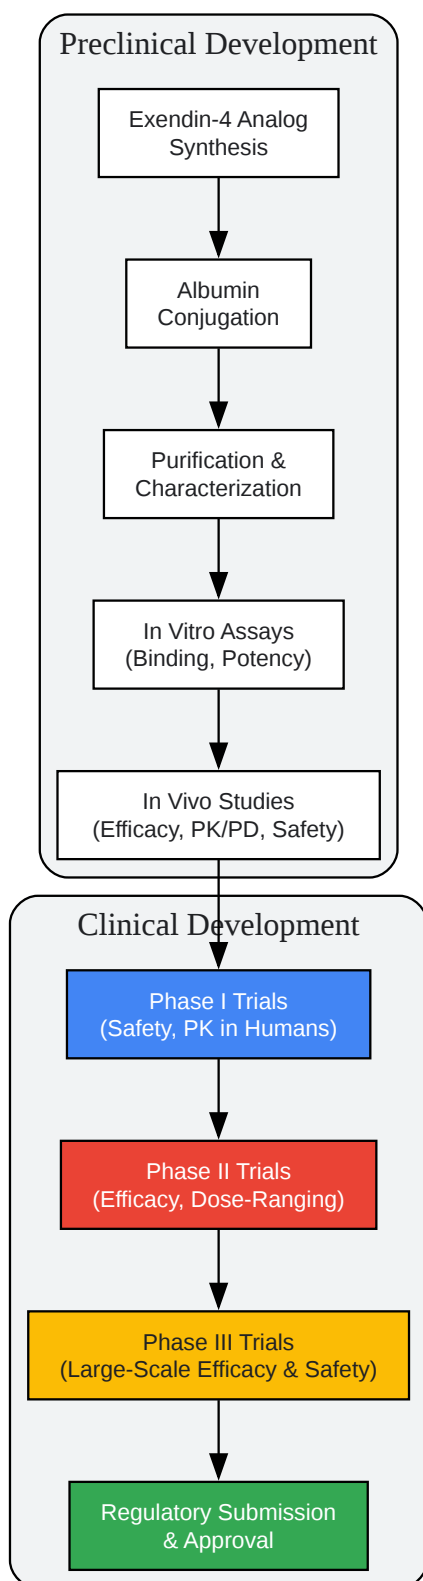 Preclinical Development
Exendin-4 Analog
Synthesis
Albumin
Conjugation
Purification &
Characterization
In Vitro Assays
(Binding, Potency)
In Vivo Studies
(Efficacy, PK/PD, Safety)
Clinical Development
Phase I Trials
(Safety, PK in Humans)
Phase II Trials
(Efficacy, Dose-Ranging)
Phase III Trials
(Large-Scale Efficacy & Safety)
Regulatory Submission
& Approval